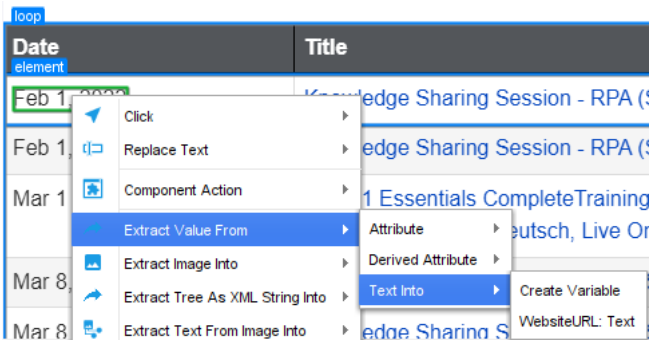 loop
Date Title
element
Feb 1, 2022 Knowledge Sharing Session - RPA (S
Click
Feb 1, edge Sharing Session - RPA (S
Replace Text
Component Action
Mar 1 1 Essentials CompleteTraining
Extract Value From Attribute eutsch, Live On
Extract Image Into Derived Attribute
Mar 8,
Extract Tree As XML String Into Text Into Create Variable
Mar 8 Extract Text From Image Into edge Sharing S WebsiteURL: Text